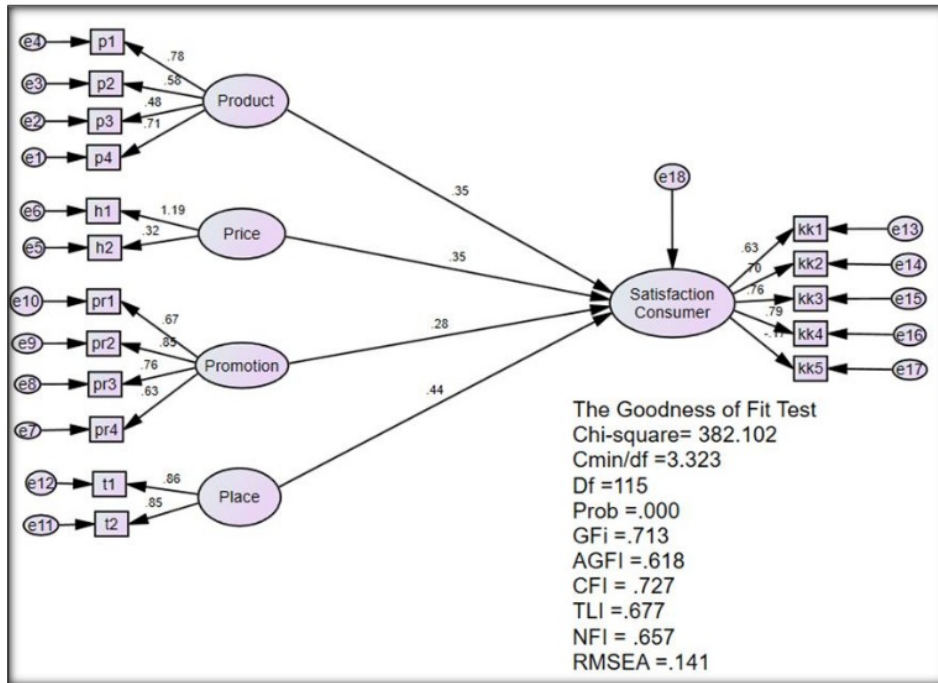 e4
p1
.78
e3
p2
.58
e2
p3
.48
e1
p4
.71
Product
.35
e6
h1
1.19
e5
h2
.32
Price
.35
e10
pr1
.67
e9
pr2
.85
e8
pr3
.76
e7
pr4
.63
Promotion
.28
e12
t1
.86
e11
t2
.85
Place
.44
e18
Satisfaction
Consumer
.63
kk1
e13
.70
kk2
e14
.76
kk3
e15
.79
kk4
e16
kk5
e17
The Goodness of Fit Test
Chi-square= 382.102
Cmin/df =3.323
Df =115
Prob =.000
GFi =.713
AGFI =.618
CFI = .727
TLI =.677
NFI = .657
RMSEA =.141